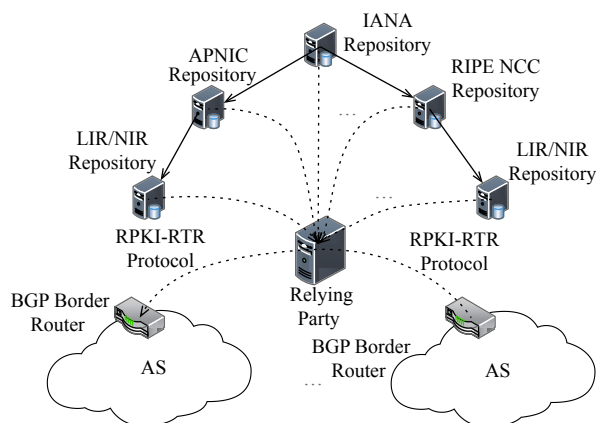 IANA
Repository
APNIC
Repository
RIPE NCC
Repository
...
LIR/NIR
Repository
LIR/NIR
Repository
...
RPKI-RTR
Protocol
RPKI-RTR
Protocol
Relying
Party
BGP Border
Router
BGP Border
Router
AS
AS
...